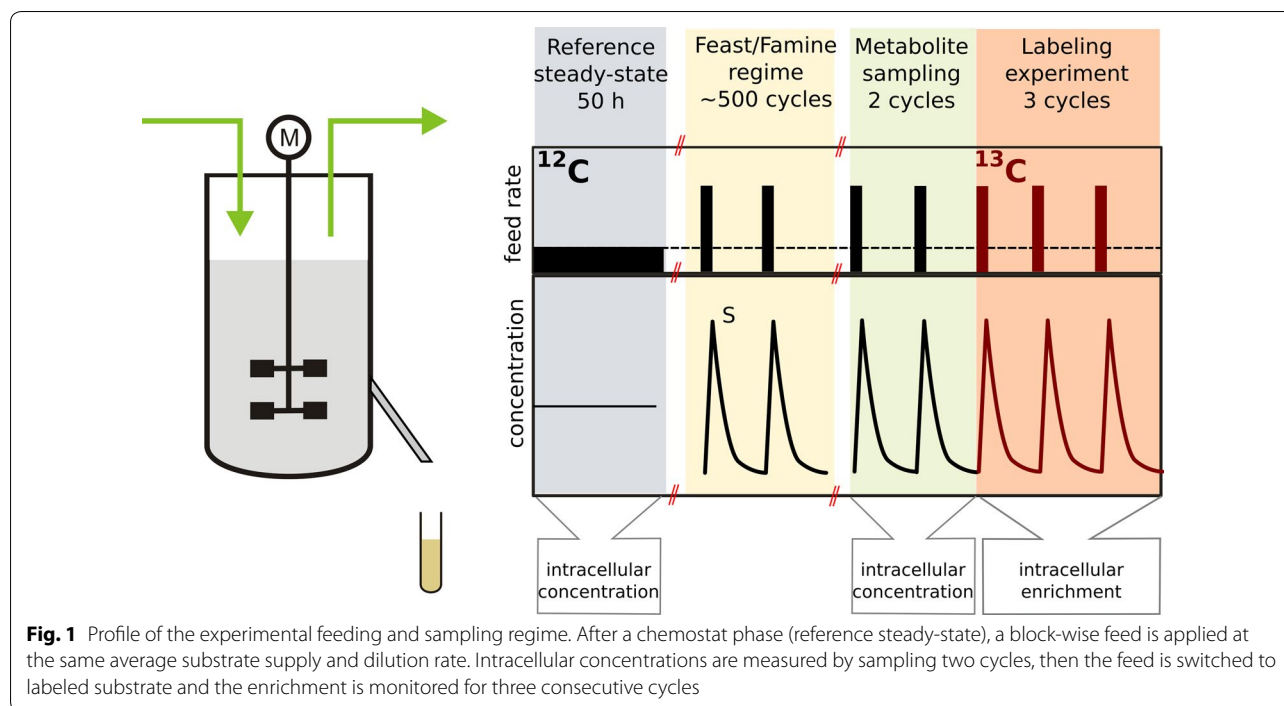 Reference
steady-state
50 h
Feast/Famine
regime
~500 cycles
Metabolite
sampling
2 cycles
Labeling
experiment
3 cycles
M
feed rate
12C
13C
concentration
S
intracellular
concentration
intracellular
concentration
intracellular
enrichment
Fig. 1 Profile of the experimental feeding and sampling regime. After a chemostat phase (reference steady-state), a block-wise feed is applied at
the same average substrate supply and dilution rate. Intracellular concentrations are measured by sampling two cycles, then the feed is switched to
labeled substrate and the enrichment is monitored for three consecutive cycles